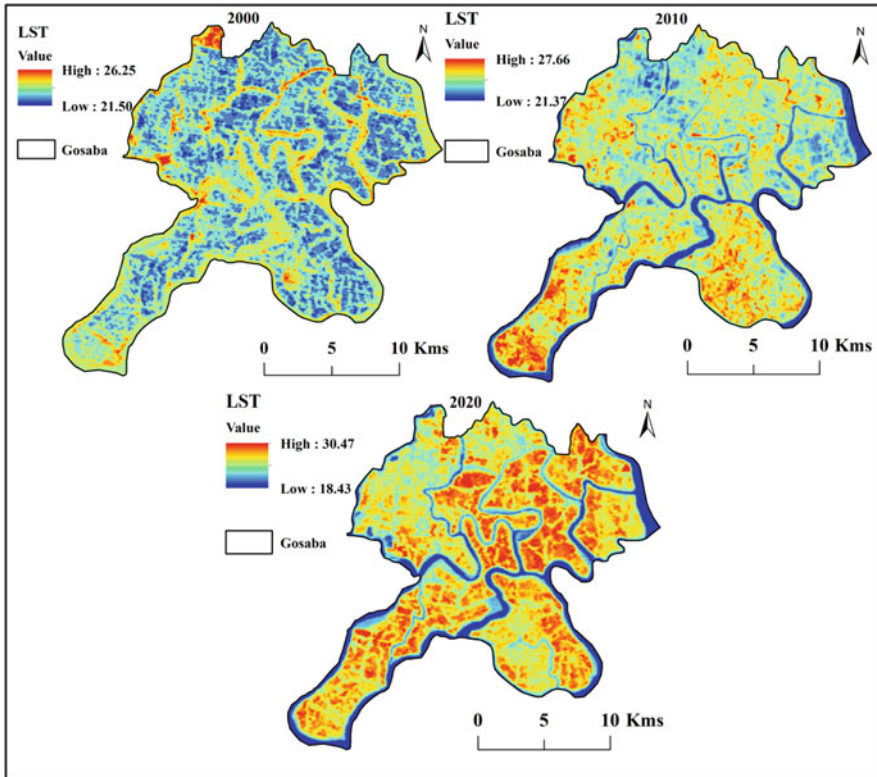 2000
LST
Value
High : 26.25
Low : 21.50
Gosaba
N
0 5 10 Kms
2010
LST
Value
High : 27.66
Low : 21.37
Gosaba
N
0 5 10 Kms
2020
LST
Value
High : 30.47
Low : 18.43
Gosaba
N
0 5 10 Kms